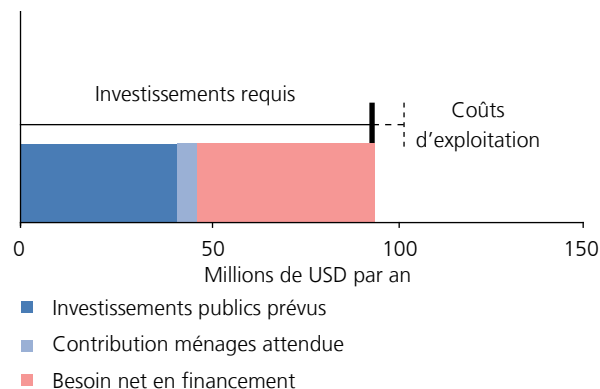 Investissements requis
Coûts
d'exploitation
0 50 100 150
Millions de USD par an
Investissements publics prévus
Contribution ménages attendue
Besoin net en financement